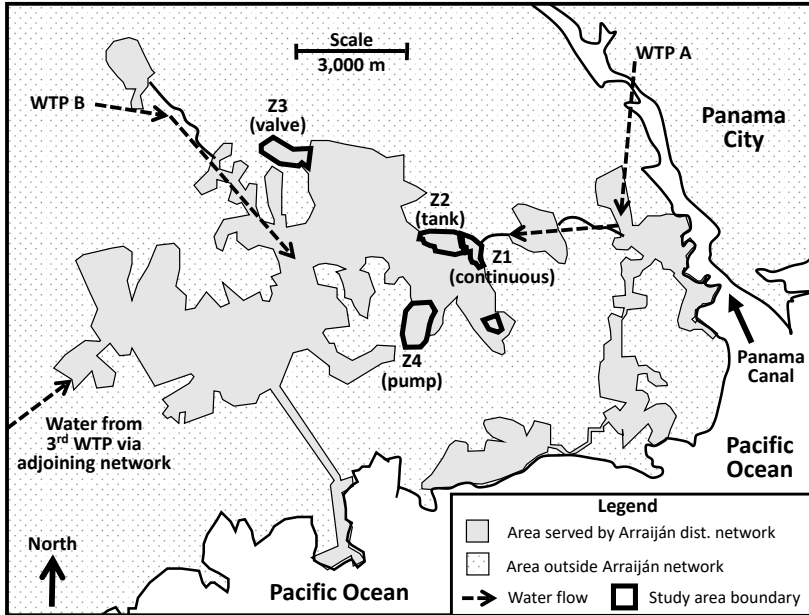 Scale
3,000 m
WTP A
WTP B
Z3
(valve)
Panama
City
Z2
(tank)
Z1
(continuous)
Z4
(pump)
Panama
Canal
Water from
3rd WTP via
adjoining network
Pacific
Ocean
North
Pacific Ocean
Legend
Area served by Arraiján dist. network
Area outside Arraiján network
Water flow
Study area boundary